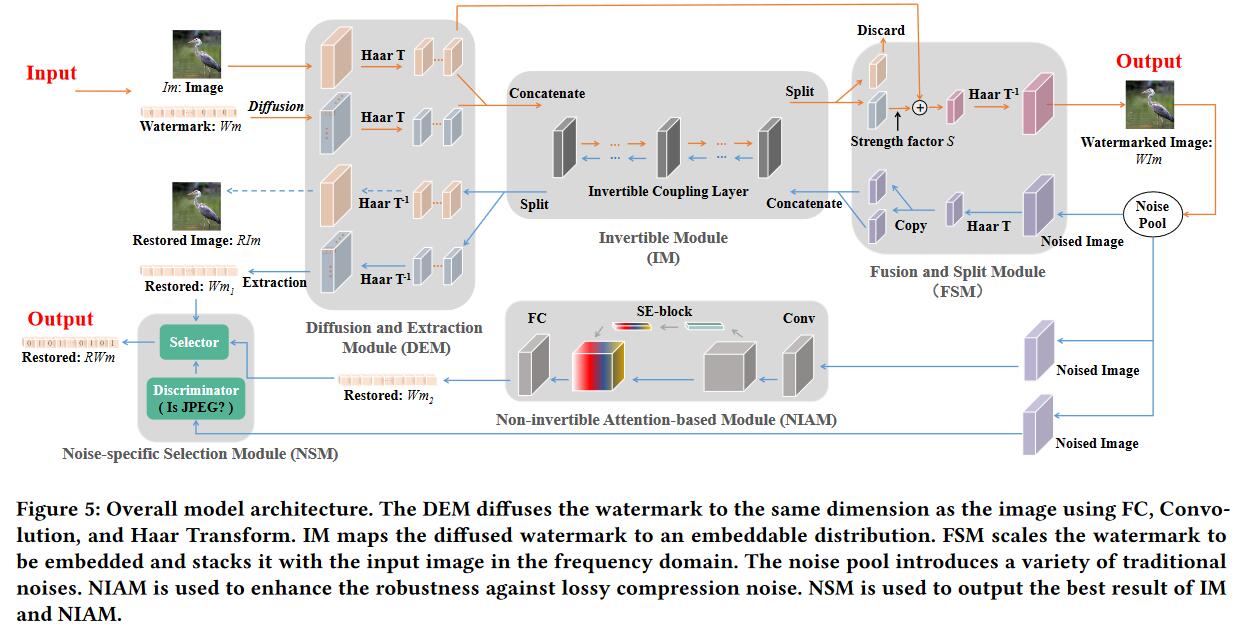 Input
Im: Image
Watermark: Wm
Diffusion
Haar T
Haar T
Concatenate
Invertible Coupling Layer
Split
Discard
Strength factor S
Haar T-1
Output
Watermarked Image:
WIm
Noise
Pool
Noised Image
Haar T
Copy
Concatenate
Fusion and Split Module
(FSM)
Invertible Module
(IM)
Split
Haar T-1
Haar T-1
Restored Image: RIm
Extraction
Restored: Wm1
Diffusion and Extraction
Module (DEM)
Output
Restored: RWm
Selector
Discriminator
( Is JPEG? )
Noise-specific Selection Module (NSM)
Restored: Wm2
FC
SE-block
Conv
Non-invertible Attention-based Module (NIAM)
Noised Image
Noised Image
Figure 5: Overall model architecture. The DEM diffuses the watermark to the same dimension as the image using FC, Convo-
lution, and Haar Transform. IM maps the diffused watermark to an embeddable distribution. FSM scales the watermark to
be embedded and stacks it with the input image in the frequency domain. The noise pool introduces a variety of traditional
noises. NIAM is used to enhance the robustness against lossy compression noise. NSM is used to output the best result of IM
and NIAM.